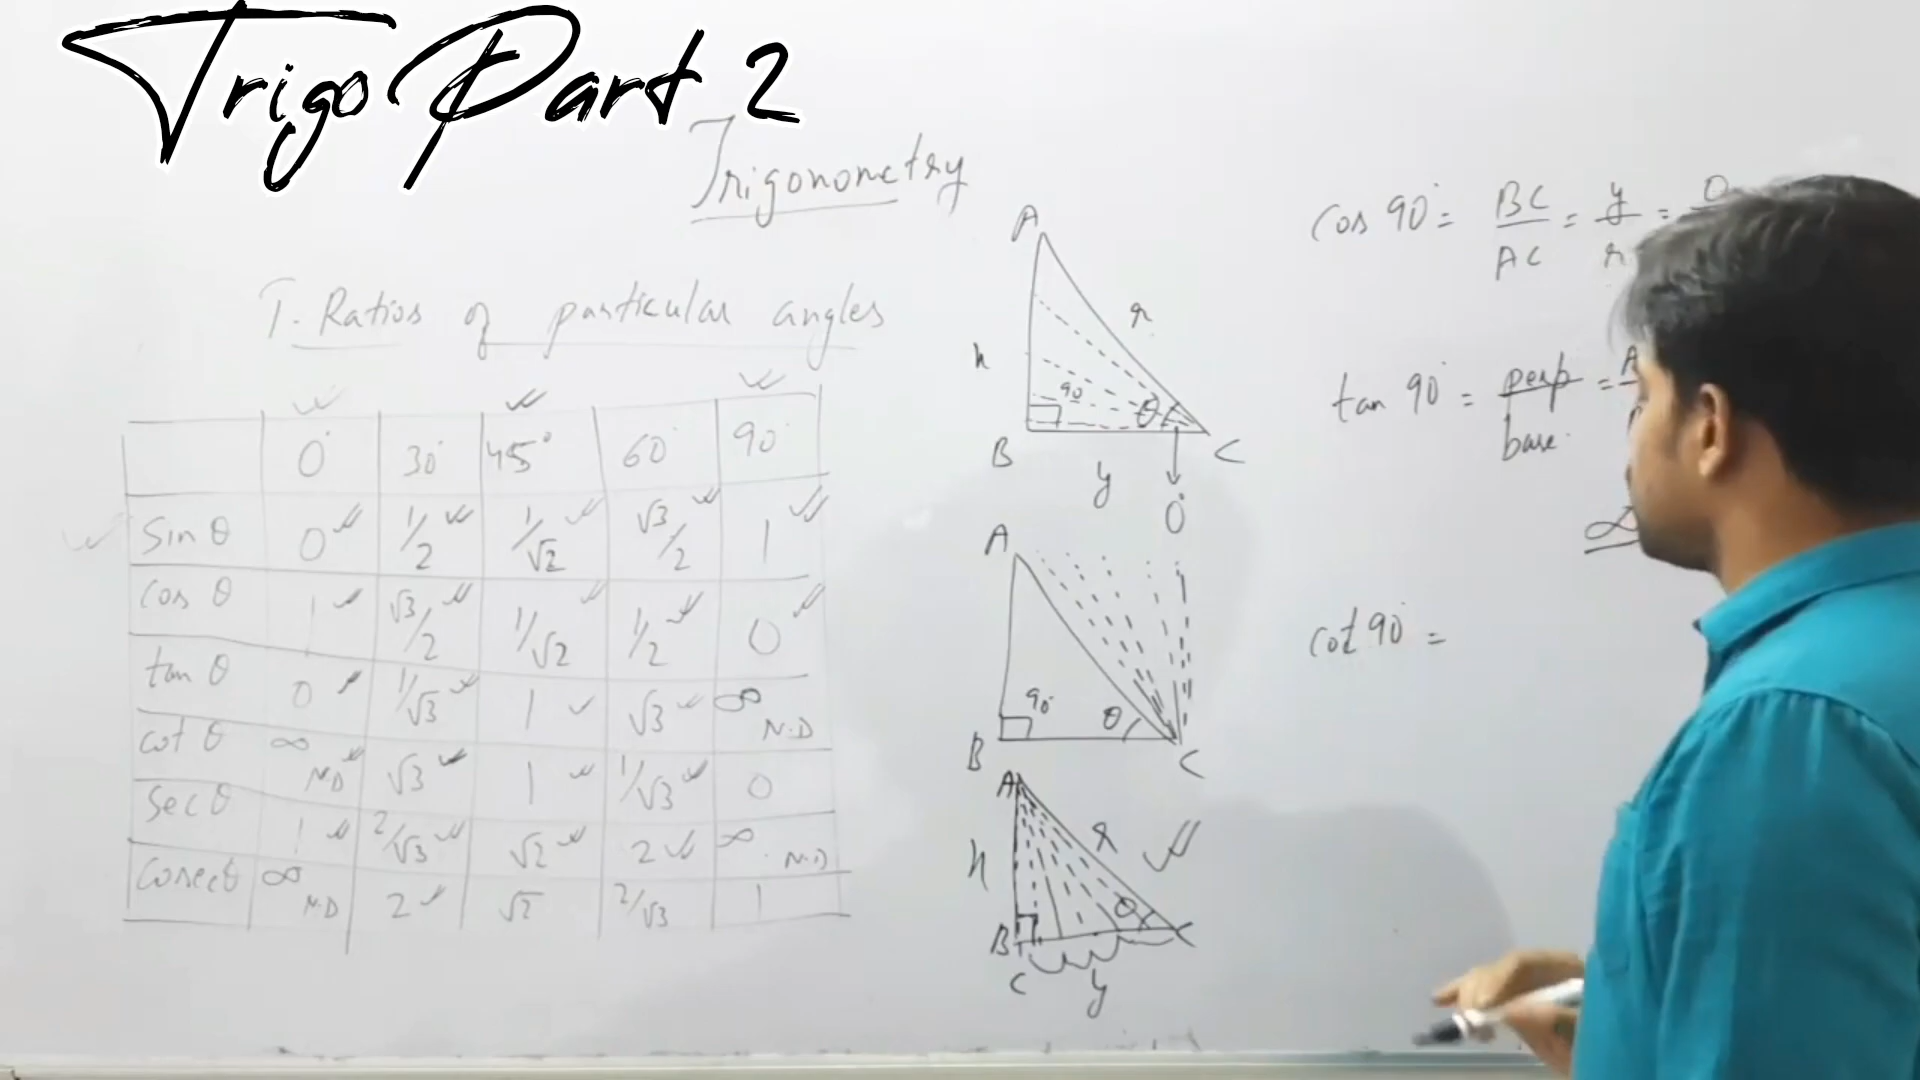 Trigo Part 2
Trigonometry
T. Ratios of particular angles
0° 30° 45° 60° 90°
Sin θ 0 1/2 1/√2 √3/2 1
Cos θ 1 √3/2 1/√2 1/2 0
tan θ 0 1/√3 1 √3 ∞ N.D
cot θ ∞ N.D √3 1 1/√3 0
Sec θ 1 2/√3 √2 2 ∞ N.D
Cosec θ ∞ N.D 2 √2 2/√3 1
A
r
h
90
θ
B
y
C
0°
A
90°
θ
B
C
A
h
r
θ
B
C
y
Cos 90° = BC/AC = y/r = 0
tan 90° = perp/base = A
∞
Cot 90° =